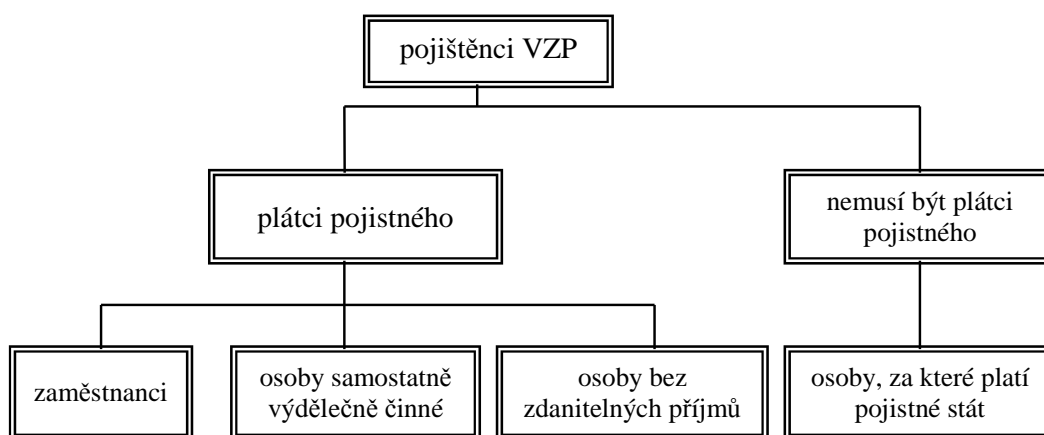 pojištěnci VZP
plátci pojistného
nemusí být plátci
pojistného
zaměstnanci
osoby samostatně
výdělečně činné
osoby bez
zdanitelných příjmů
osoby, za které platí
pojistné stát